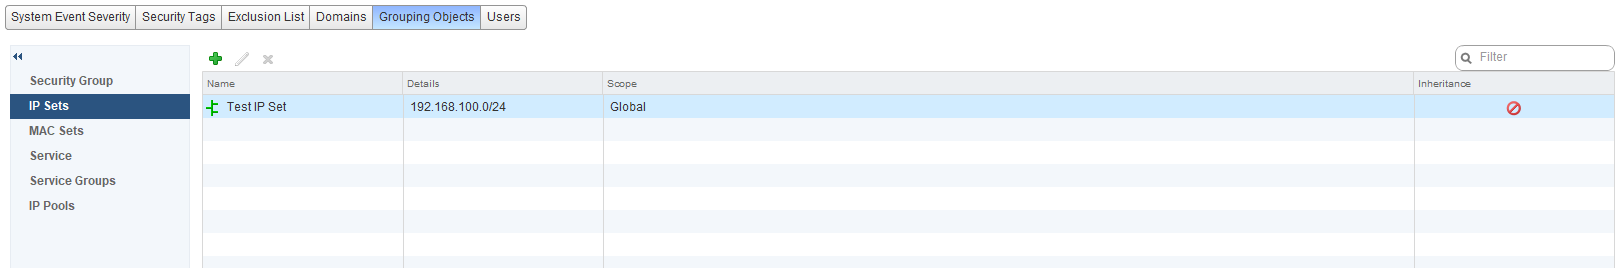 System Event Severity Security Tags Exclusion List Domains Grouping Objects Users
Filter
Security Group
IP Sets
MAC Sets
Service
Service Groups
IP Pools
Name Details Scope Inheritance
Test IP Set 192.168.100.0/24 Global